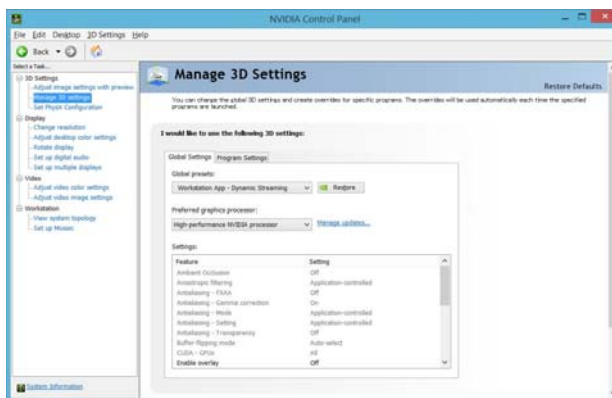 NVIDIA Control Panel
File Edit Desktop 3D Settings Help
Back
Select a Task...
3D Settings
Adjust image settings with preview
Manage 3D settings
Set PhysX Configuration
Display
Change resolution
Adjust desktop color settings
Rotate display
Set up digital audio
Set up multiple displays
Video
Adjust video color settings
Adjust video image settings
Workstation
View system topology
Set up Mosaic
System Information
Manage 3D Settings
Restore Defaults
You can change the global 3D settings and create overrides for specific programs. The overrides will be used automatically each time the specified
programs are launched.
I would like to use the following 3D settings:
Global Settings Program Settings
Global presets:
Workstation App - Dynamic Streaming Restore
Preferred graphics processor:
High-performance NVIDIA processor Manage updates...
Settings:
Feature Setting
Ambient Occlusion Off
Anisotropic filtering Application-controlled
Antialiasing - FXAA Off
Antialiasing - Gamma correction On
Antialiasing - Mode Application-controlled
Antialiasing - Setting Application-controlled
Antialiasing - Transparency Off
Buffer-flipping mode Auto-select
CUDA - GPUs All
Enable overlay Off